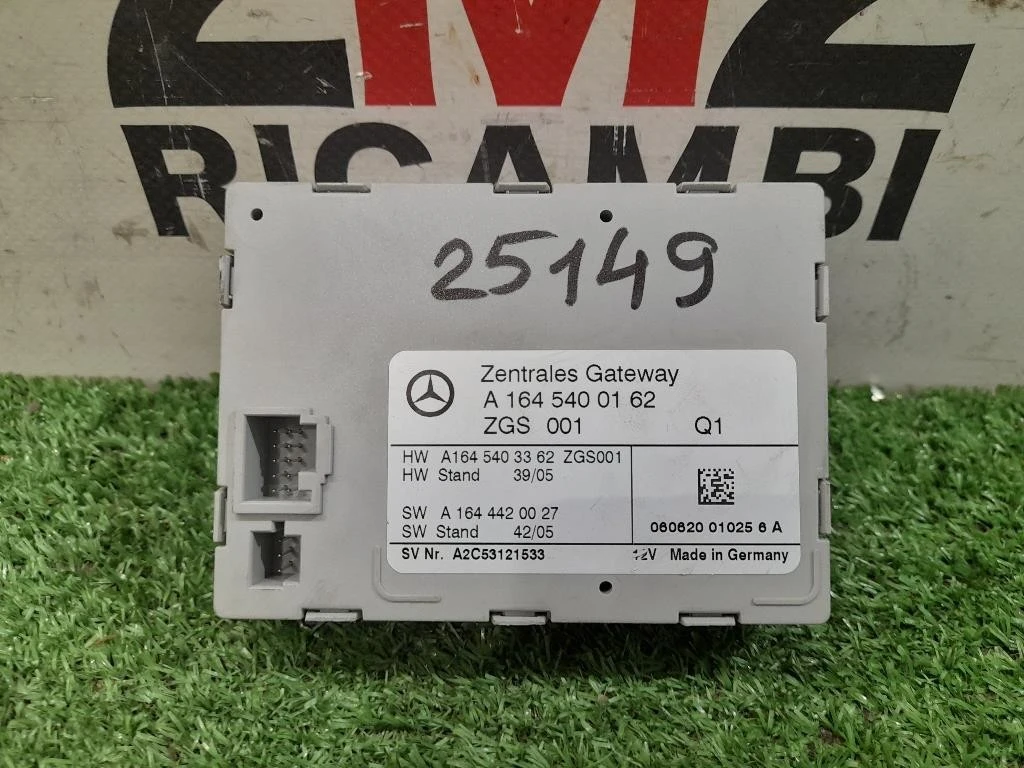 2M2
RICAMBI
25149
Zentrales Gateway
A 164 540 01 62
ZGS 001 Q1
HW A164 540 33 62 ZGS001
HW Stand 39/05
SW A 164 442 00 27
SW Stand 42/05
060620 01025 6 A
SV Nr. A2C53121533 12V Made in Germany